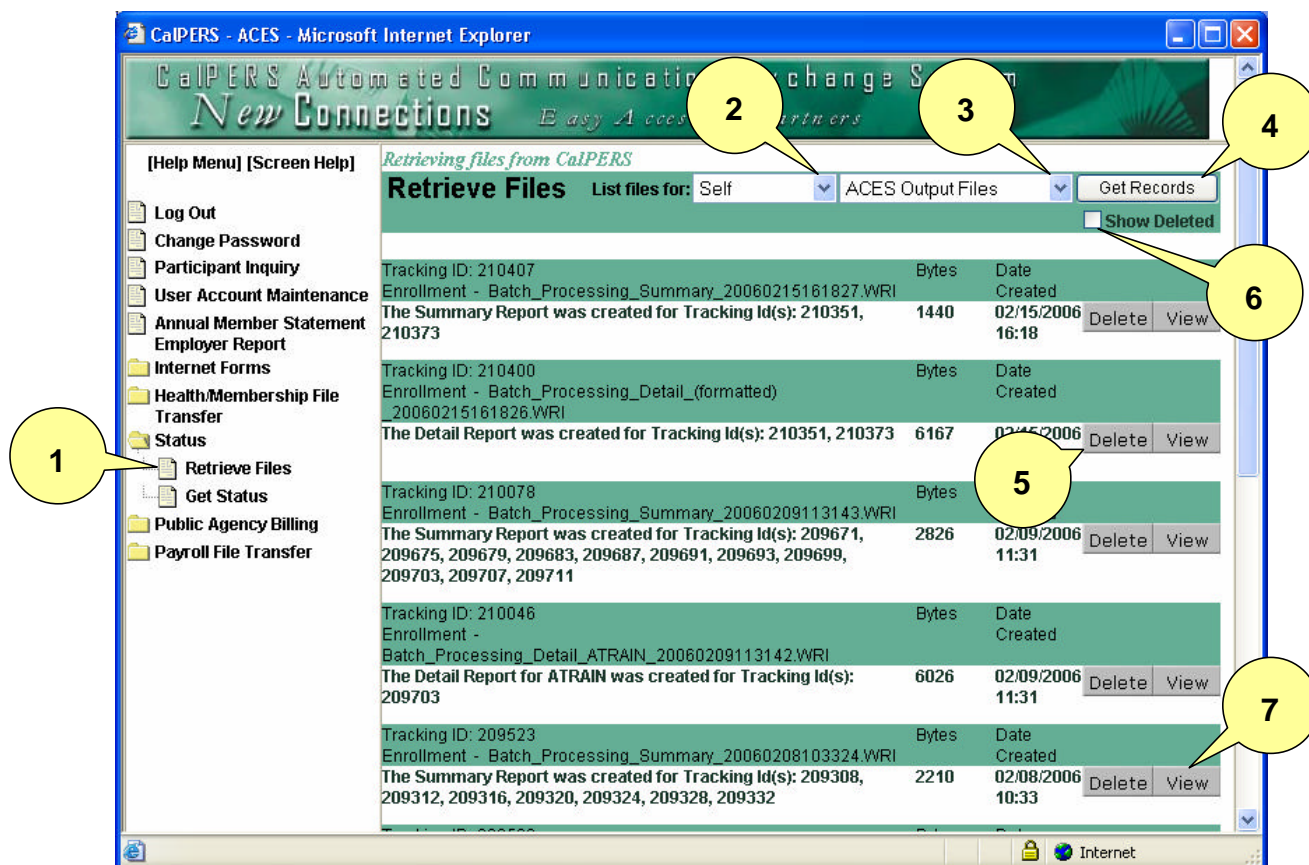 CalPERS - ACES - Microsoft Internet Explorer
CalPERS Automated Communicatio change S m
New Connections Easy Acces artners
[Help Menu] [Screen Help]
Log Out
Change Password
Participant Inquiry
User Account Maintenance
Annual Member Statement
Employer Report
Internet Forms
Health/Membership File
Transfer
Status
Retrieve Files
Get Status
Public Agency Billing
Payroll File Transfer
Retrieving files from CalPERS
Retrieve Files List files for: Self ACES Output Files Get Records
Show Deleted
Tracking ID: 210407 Bytes Date
Enrollment - Batch_Processing_Summary_20060215161827.WRI Created
The Summary Report was created for Tracking Id(s): 210351, 1440 02/15/2006 Delete View
210373 16:18
Tracking ID: 210400 Bytes Date
Enrollment - Batch_Processing_Detail_(formatted) Created
_20060215161826.WRI
The Detail Report was created for Tracking Id(s): 210351, 210373 6167 02/15/2006 Delete View
Tracking ID: 210078 Bytes
Enrollment - Batch_Processing_Summary_20060209113143.WRI
The Summary Report was created for Tracking Id(s): 209671, 2826 02/09/2006 Delete View
209675, 209679, 209683, 209687, 209691, 209693, 209699, 11:31
209703, 209707, 209711
Tracking ID: 210046 Bytes Date
Enrollment - Created
Batch_Processing_Detail_ATRAIN_20060209113142.WRI
The Detail Report for ATRAIN was created for Tracking Id(s): 6026 02/09/2006 Delete View
209703 11:31
Tracking ID: 209523 Bytes Date
Enrollment - Batch_Processing_Summary_20060208103324.WRI Created
The Summary Report was created for Tracking Id(s): 209308, 2210 02/08/2006 Delete View
209312, 209316, 209320, 209324, 209328, 209332 10:33
Internet
1
2
3
4
5
6
7